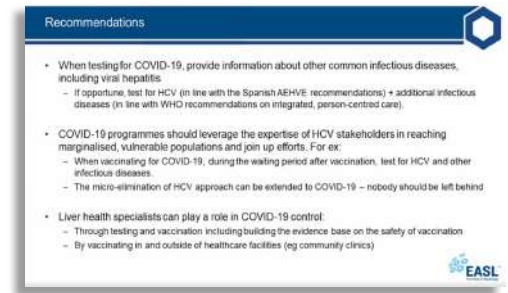 Recommendations
• When testing for COVID-19, provide information about other common infectious diseases,
including viral hepatitis
– If opportune, test for HCV (in line with the Spanish AEHVE recommendations) + additional infectious
diseases (in line with WHO recommendations on integrated, person-centred care).
• COVID-19 programmes should leverage the expertise of HCV stakeholders in reaching
marginalised, vulnerable populations and join up efforts. For ex:
– When vaccinating for COVID-19, during the waiting period after vaccination, test for HCV and other
infectious diseases.
– The micro-elimination of HCV approach can be extended to COVID-19 – nobody should be left behind
• Liver health specialists can play a role in COVID-19 control:
– Through testing and vaccination including building the evidence base on the safety of vaccination
– By vaccinating in and outside of healthcare facilities (eg community clinics)
EASL